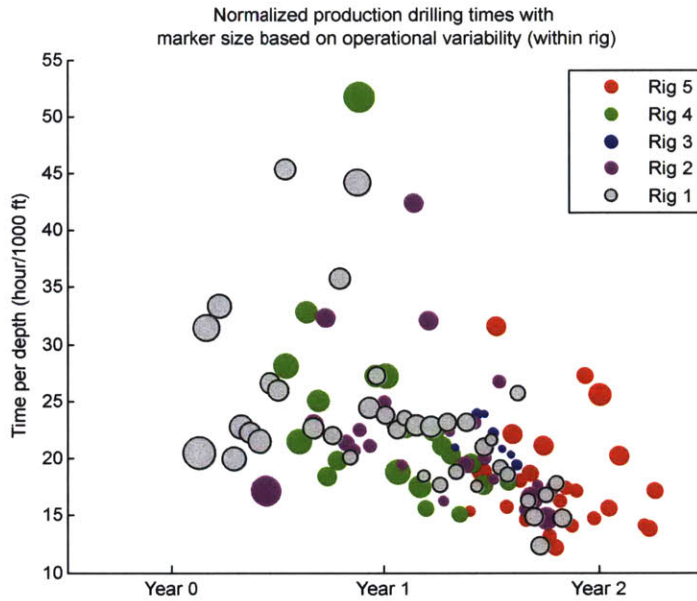 Normalized production drilling times with
marker size based on operational variability (within rig)
55
50
45
40
35
30
25
20
15
10
Time per depth (hour/1000 ft)
Year 0
Year 1
Year 2
Rig 5
Rig 4
Rig 3
Rig 2
Rig 1